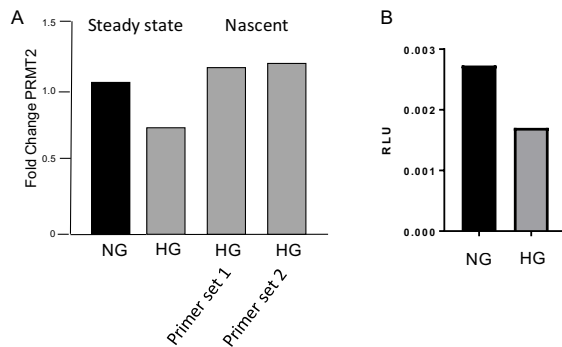 A
Steady state
Nascent
Fold Change PRMT2
1.5
1.0
0.5
0
NG
HG
HG
HG
Primer set 1
Primer set 2
B
RLU
0.003
0.002
0.001
0.000
NG
HG